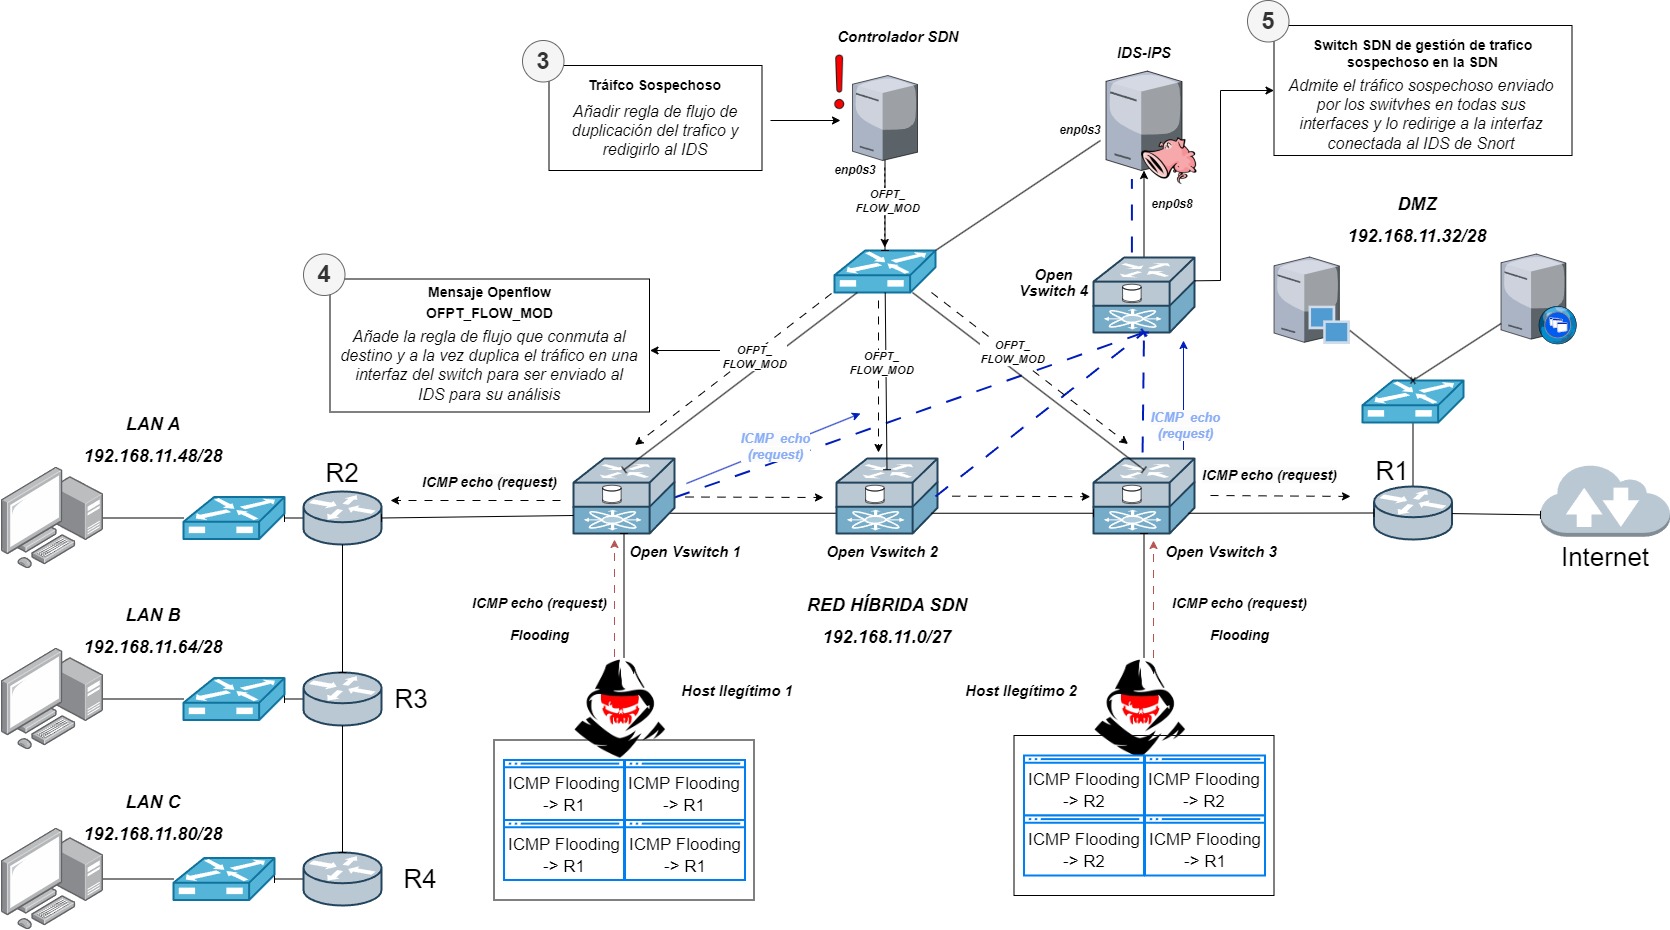 3
Tráifco Sospechoso
Añadir regla de flujo de
duplicación del trafico y
redigirlo al IDS
Controlador SDN
enp0s3
OFPT_
FLOW_MOD
IDS-IPS
enp0s3
enp0s8
5
Switch SDN de gestión de trafico
sospechoso en la SDN
Admite el tráfico sospechoso enviado
por los switvhes en todas sus
interfaces y lo redirige a la interfaz
conectada al IDS de Snort
DMZ
192.168.11.32/28
4
Mensaje Openflow
OFPT_FLOW_MOD
Añade la regla de flujo que conmuta al
destino y a la vez duplica el tráfico en una
interfaz del switch para ser enviado al
IDS para su análisis
Open
Vswitch 4
OFPT_
FLOW_MOD
OFPT_
FLOW_MOD
OFPT_
FLOW_MOD
ICMP echo
(request)
ICMP echo
(request)
LAN A
192.168.11.48/28
R2
ICMP echo (request)
ICMP echo (request)
R1
Internet
Open Vswitch 1
Open Vswitch 2
Open Vswitch 3
LAN B
192.168.11.64/28
R3
ICMP echo (request)
Flooding
RED HÍBRIDA SDN
192.168.11.0/27
ICMP echo (request)
Flooding
Host Ilegítimo 1
Host Ilegítimo 2
LAN C
192.168.11.80/28
R4
ICMP Flooding
-> R1
ICMP Flooding
-> R1
ICMP Flooding
-> R1
ICMP Flooding
-> R1
ICMP Flooding
-> R2
ICMP Flooding
-> R2
ICMP Flooding
-> R2
ICMP Flooding
-> R1